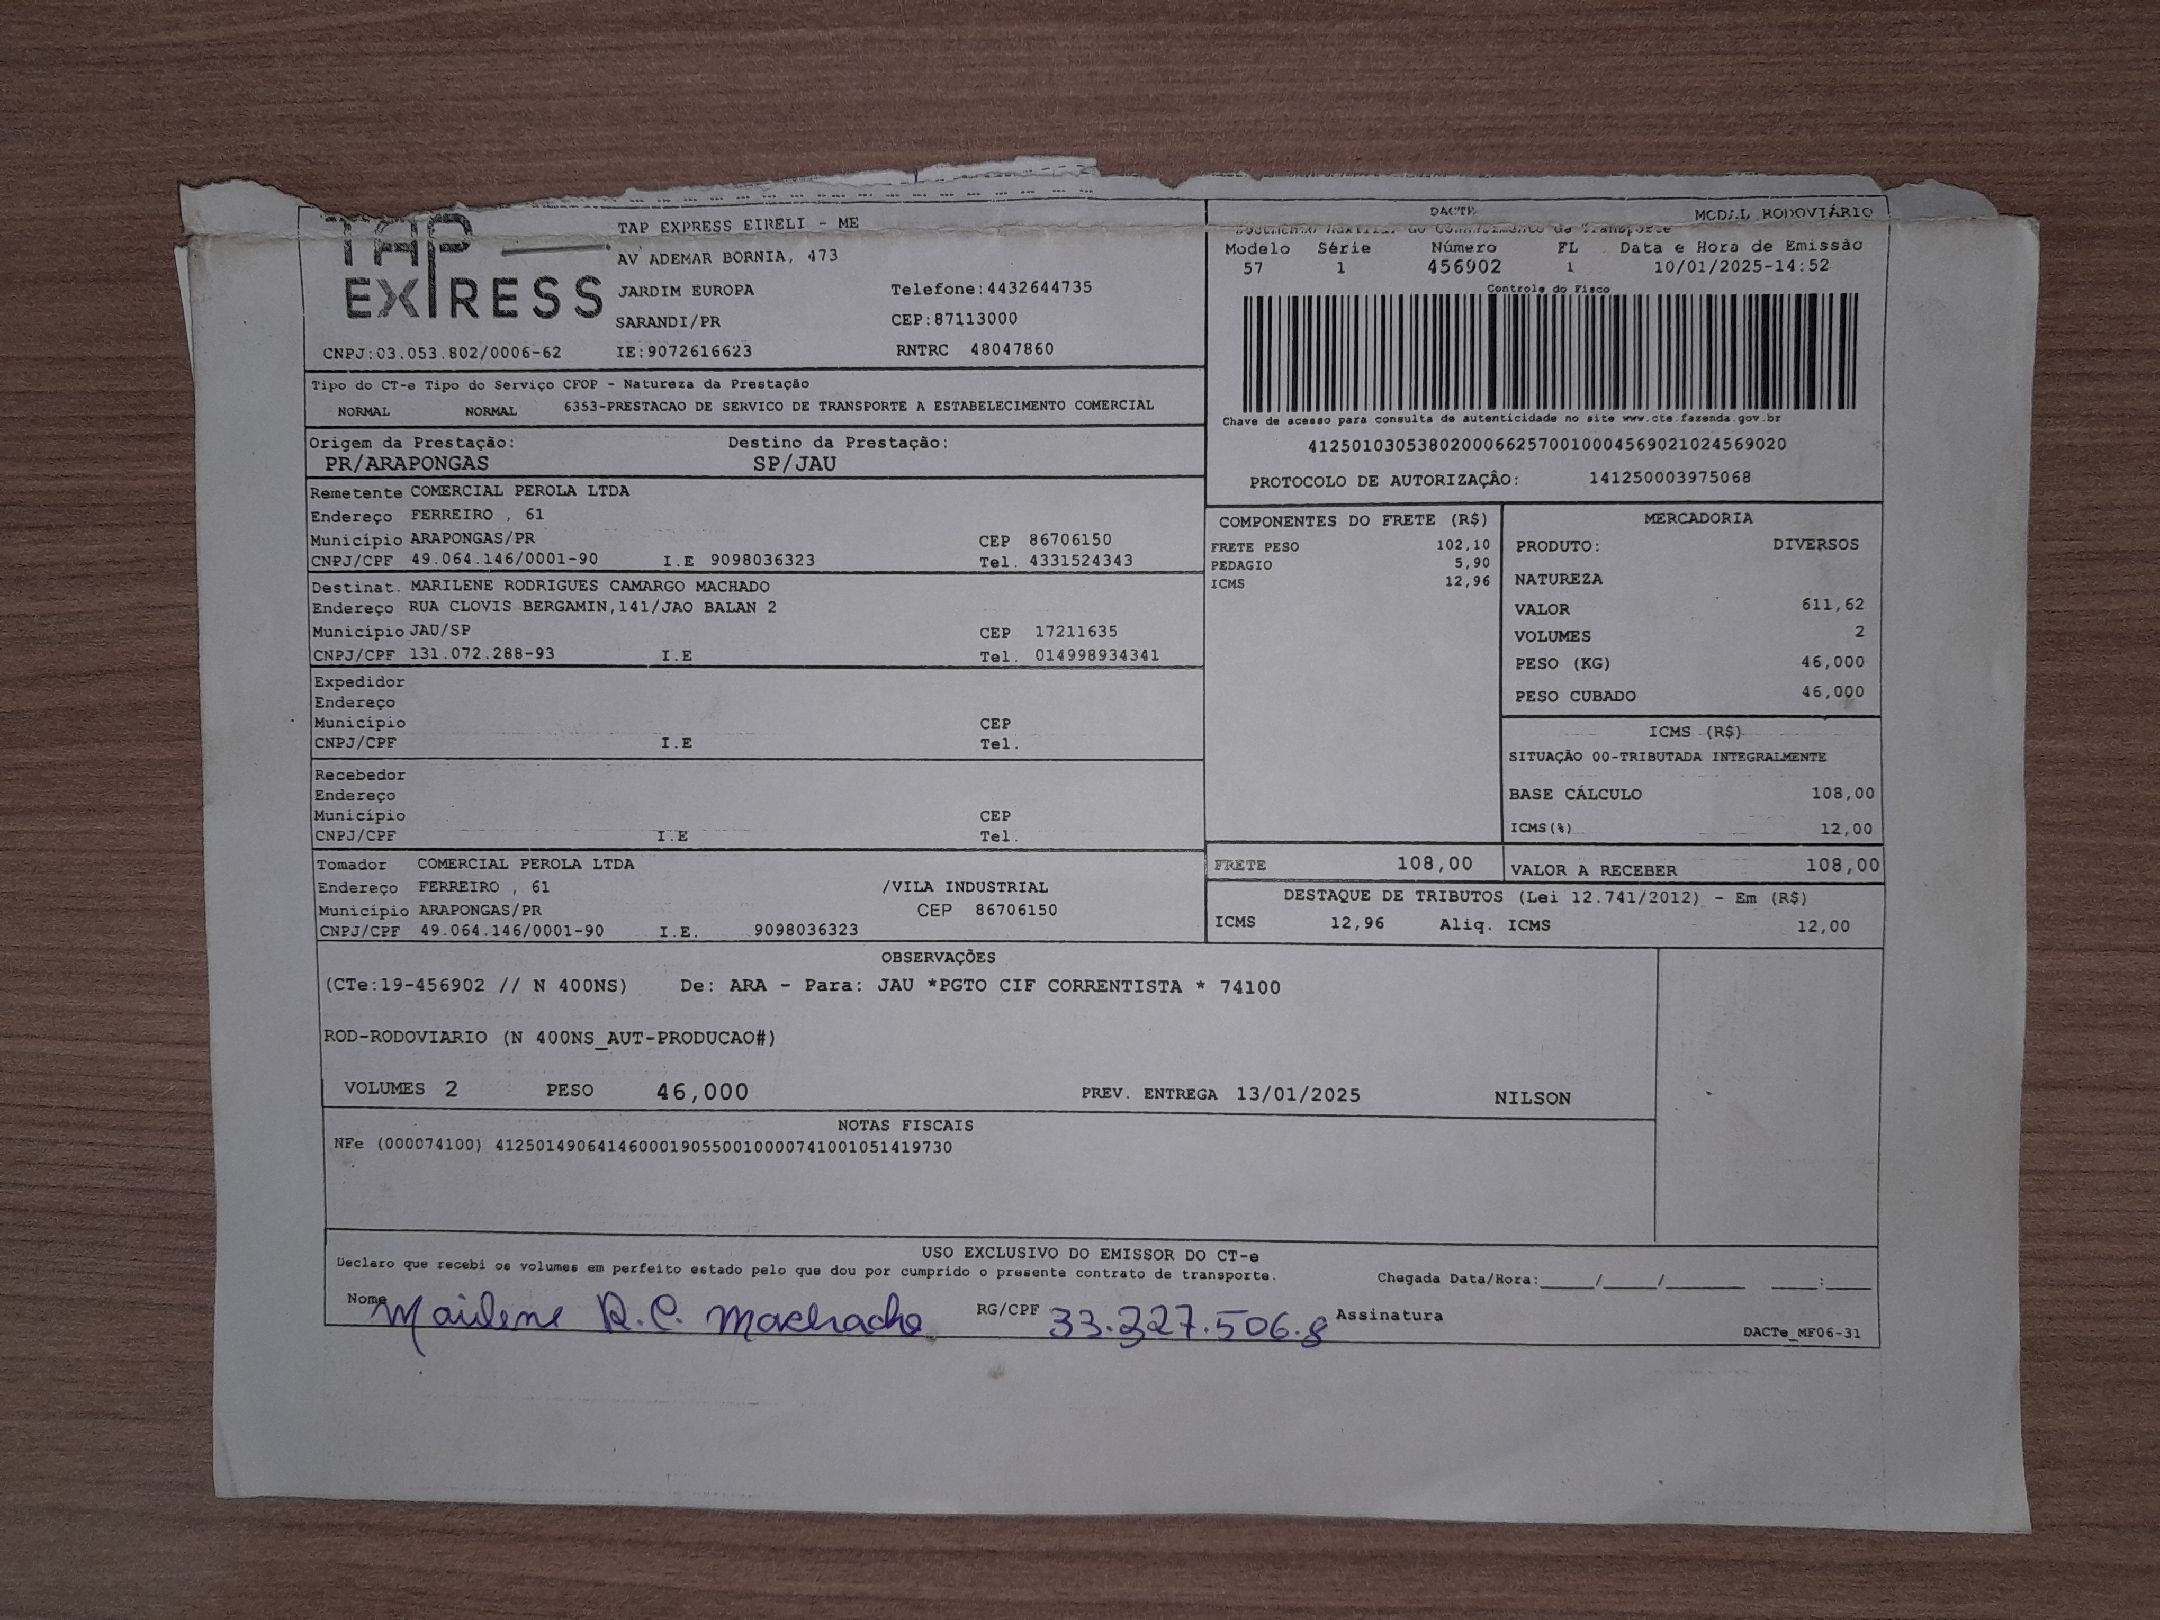 TAP EXPRESS
TAP EXPRESS EIRELI - ME
AV ADEMAR BORNIA, 473
JARDIM EUROPA Telefone:4432644735
SARANDI/PR CEP:87113000
CNPJ:03.053.802/0006-62 IE:9072616623 RNTRC 48047860
DACTE MODAL RODOVIÁRIO
Documento Auxiliar do Conhecimento de Transporte
Modelo Série Número FL Data e Hora de Emissão
57 1 456902 1 10/01/2025-14:52
Controle do Fisco
Chave de acesso para consulta de autenticidade no site www.cte.fazenda.gov.br
41250103053802000662570010004569021024569020
PROTOCOLO DE AUTORIZAÇÂO: 141250003975068
Tipo do CT-e Tipo do Serviço CFOP - Natureza da Prestação
NORMAL NORMAL 6353-PRESTACAO DE SERVICO DE TRANSPORTE A ESTABELECIMENTO COMERCIAL
Origem da Prestação: Destino da Prestação:
PR/ARAPONGAS SP/JAU
Remetente COMERCIAL PEROLA LTDA
Endereço FERREIRO , 61
Município ARAPONGAS/PR CEP 86706150
CNPJ/CPF 49.064.146/0001-90 I.E 9098036323 Tel. 4331524343
Destinat. MARILENE RODRIGUES CAMARGO MACHADO
Endereço RUA CLOVIS BERGAMIN,141/JAO BALAN 2
Município JAU/SP CEP 17211635
CNPJ/CPF 131.072.288-93 I.E Tel. 014998934341
Expedidor
Endereço
Município CEP
CNPJ/CPF I.E Tel.
Recebedor
Endereço
Município CEP
CNPJ/CPF I.E Tel.
Tomador COMERCIAL PEROLA LTDA
Endereço FERREIRO , 61 /VILA INDUSTRIAL
Município ARAPONGAS/PR CEP 86706150
CNPJ/CPF 49.064.146/0001-90 I.E. 9098036323
COMPONENTES DO FRETE (R$)
FRETE PESO 102,10
PEDAGIO 5,90
ICMS 12,96
MERCADORIA
PRODUTO: DIVERSOS
NATUREZA
VALOR 611,62
VOLUMES 2
PESO (KG) 46,000
PESO CUBADO 46,000
ICMS (R$)
SITUAÇÃO 00-TRIBUTADA INTEGRALMENTE
BASE CÁLCULO 108,00
ICMS(%) 12,00
FRETE 108,00 VALOR A RECEBER 108,00
DESTAQUE DE TRIBUTOS (Lei 12.741/2012) - Em (R$)
ICMS 12,96 Aliq. ICMS 12,00
OBSERVAÇÕES
(CTe:19-456902 // N 400NS) De: ARA - Para: JAU *PGTO CIF CORRENTISTA * 74100
ROD-RODOVIARIO (N 400NS_AUT-PRODUCAO#)
VOLUMES 2 PESO 46,000 PREV. ENTREGA 13/01/2025 NILSON
NOTAS FISCAIS
NFe (000074100) 41250149064146000190550010000741001051419730
USO EXCLUSIVO DO EMISSOR DO CT-e
Declaro que recebi os volumes em perfeito estado pelo que dou por cumprido o presente contrato de transporte. Chegada Data/Hora:____/____/______ ___:___
Nome Mailene R.C. Machado RG/CPF 33.327.506.8 Assinatura
DACTe_MF06-31